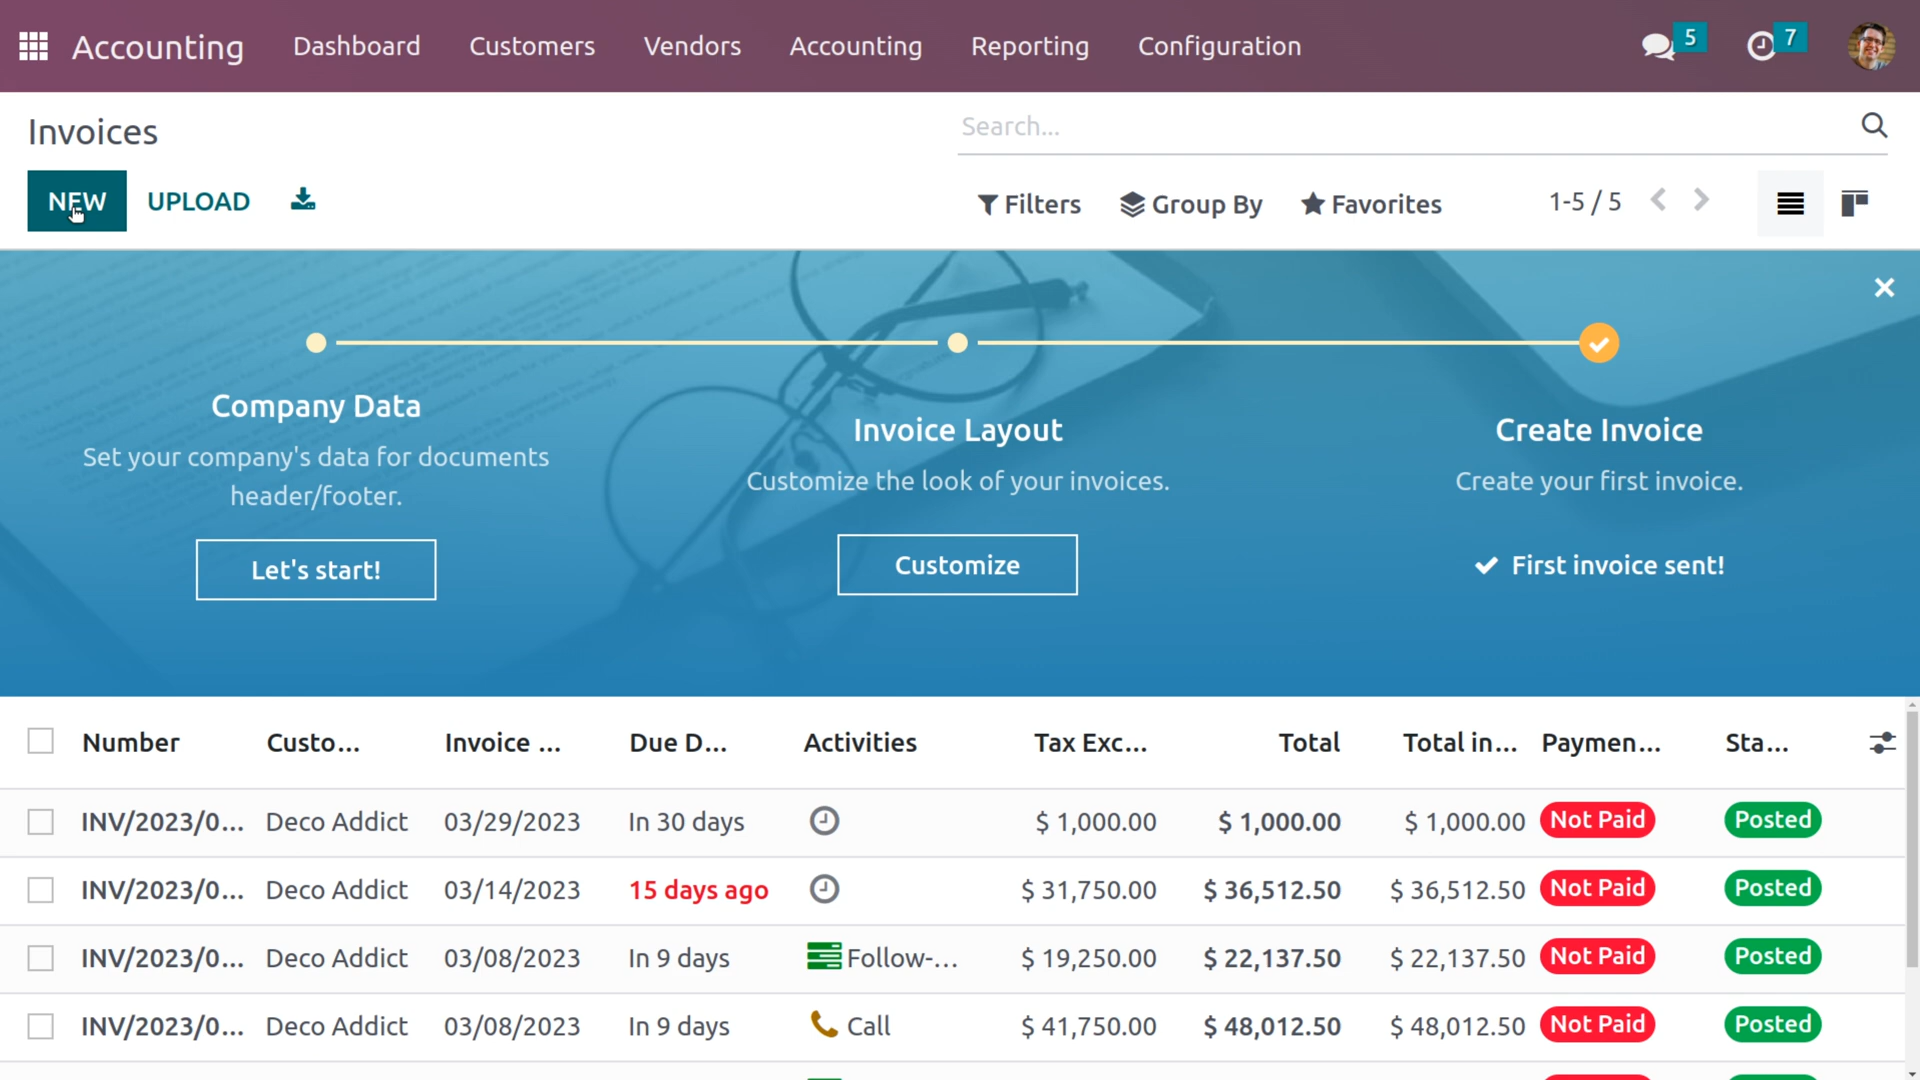 Accounting Dashboard Customers Vendors Accounting Reporting Configuration 5 7
Invoices
Search...
NEW UPLOAD
Filters Group By Favorites 1-5 / 5
Company Data
Set your company's data for documents
header/footer.
Let's start!
Invoice Layout
Customize the look of your invoices.
Customize
Create Invoice
Create your first invoice.
First invoice sent!
Number Custo... Invoice ... Due D... Activities Tax Exc... Total Total in... Paymen... Sta...
INV/2023/0... Deco Addict 03/29/2023 In 30 days $ 1,000.00 $ 1,000.00 $ 1,000.00 Not Paid Posted
INV/2023/0... Deco Addict 03/14/2023 15 days ago $ 31,750.00 $ 36,512.50 $ 36,512.50 Not Paid Posted
INV/2023/0... Deco Addict 03/08/2023 In 9 days Follow-... $ 19,250.00 $ 22,137.50 $ 22,137.50 Not Paid Posted
INV/2023/0... Deco Addict 03/08/2023 In 9 days Call $ 41,750.00 $ 48,012.50 $ 48,012.50 Not Paid Posted